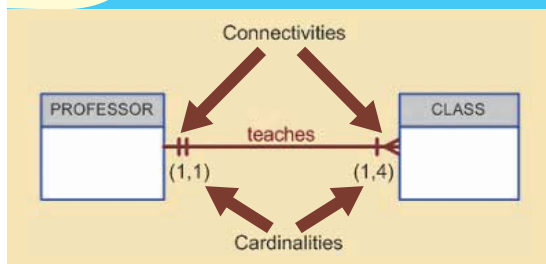 Connectivities
PROFESSOR
CLASS
teaches
(1,1)
(1,4)
Cardinalities